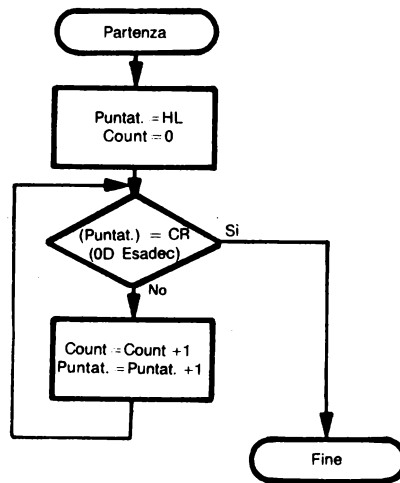 Partenza
Puntat. = HL
Count = 0
(Puntat.) = CR
(0D Esadec)
Si
No
Count = Count +1
Puntat. = Puntat. +1
Fine